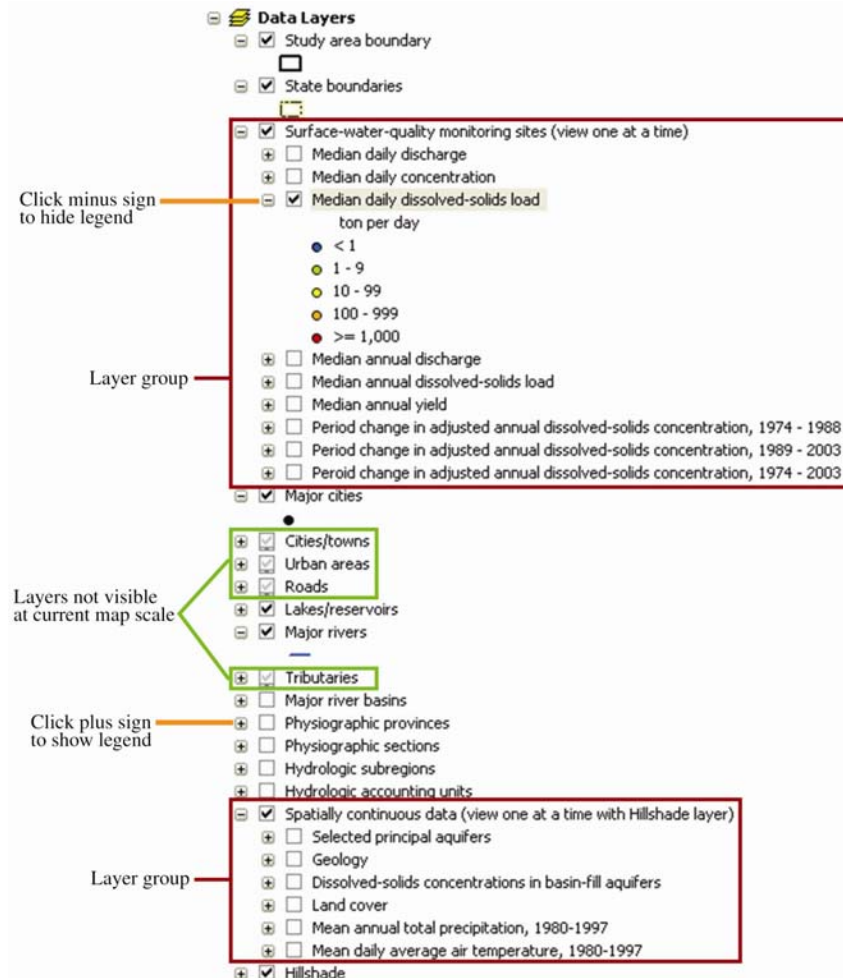 Data Layers
Study area boundary
State boundaries
Surface-water-quality monitoring sites (view one at a time)
Median daily discharge
Median daily concentration
Click minus sign
to hide legend
Median daily dissolved-solids load
ton per day
< 1
1 - 9
10 - 99
100 - 999
>= 1,000
Median annual discharge
Layer group
Median annual dissolved-solids load
Median annual yield
Period change in adjusted annual dissolved-solids concentration, 1974 - 1988
Period change in adjusted annual dissolved-solids concentration, 1989 - 2003
Peroid change in adjusted annual dissolved-solids concentration, 1974 - 2003
Major cities
Cities/towns
Urban areas
Roads
Layers not visible
at current map scale
Lakes/reservoirs
Major rivers
Tributaries
Major river basins
Click plus sign
to show legend
Physiographic provinces
Physiographic sections
Hydrologic subregions
Hydrologic accounting units
Spatially continuous data (view one at a time with Hillshade layer)
Selected principal aquifers
Geology
Layer group
Dissolved-solids concentrations in basin-fill aquifers
Land cover
Mean annual total precipitation, 1980-1997
Mean daily average air temperature, 1980-1997
Hillshade